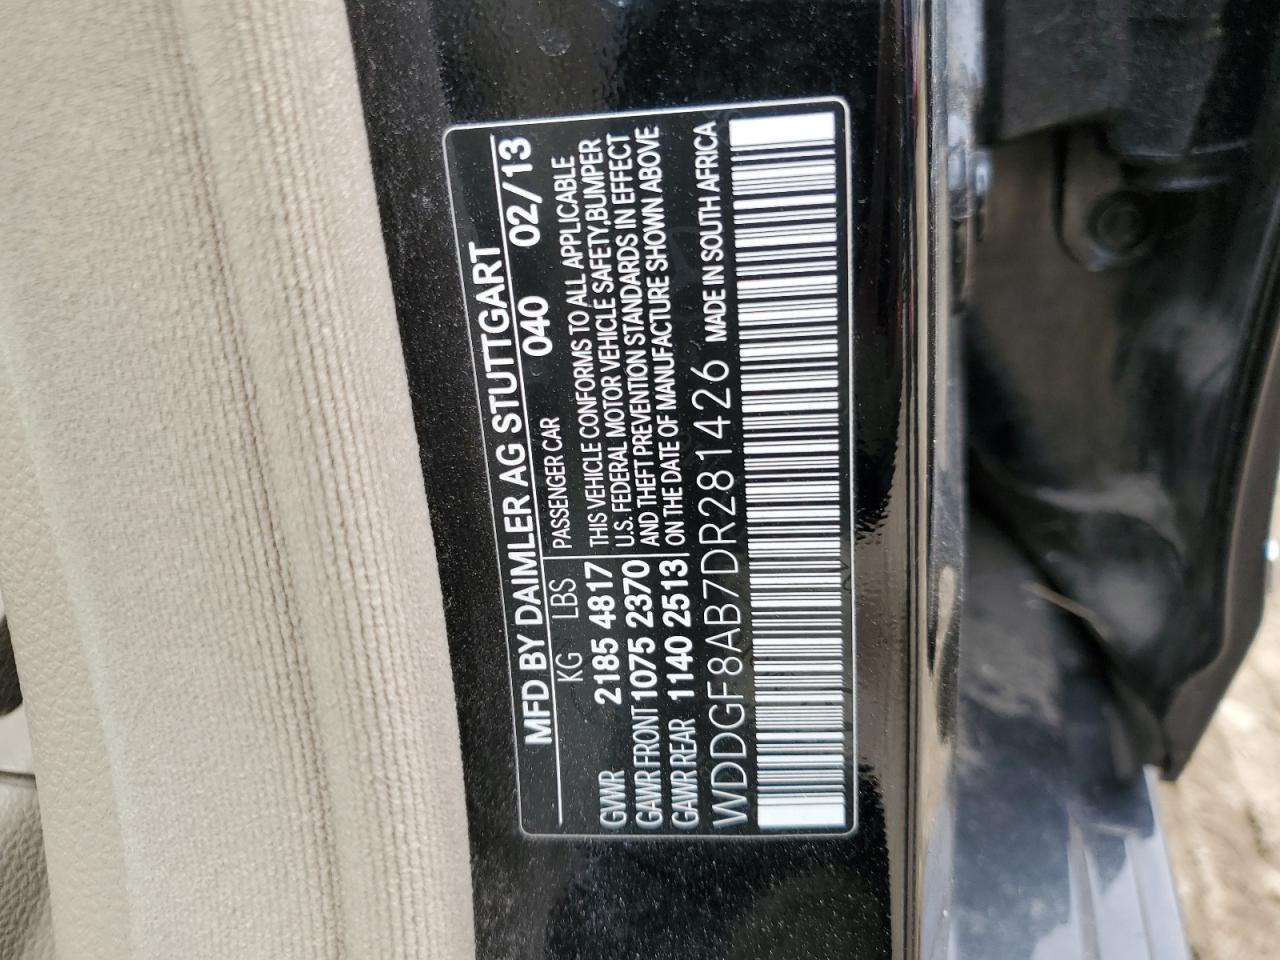 MFD BY DAIMLER AG STUTTGART
040 02/13
KG LBS PASSENGER CAR
GVWR 2185 4817
GAWR FRONT 1075 2370
GAWR REAR 1140 2513
THIS VEHICLE CONFORMS TO ALL APPLICABLE
U.S. FEDERAL MOTOR VEHICLE SAFETY,BUMPER
AND THEFT PREVENTION STANDARDS IN EFFECT
ON THE DATE OF MANUFACTURE SHOWN ABOVE
WDDGF8AB7DR281426 MADE IN SOUTH AFRICA